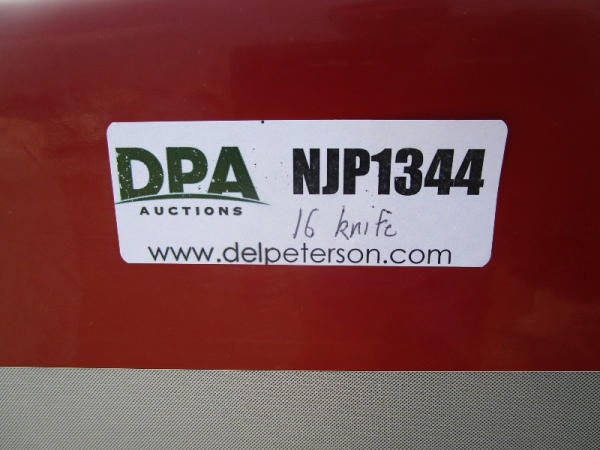 DPA NJP1344
AUCTIONS
16 knife
www.delpeterson.com